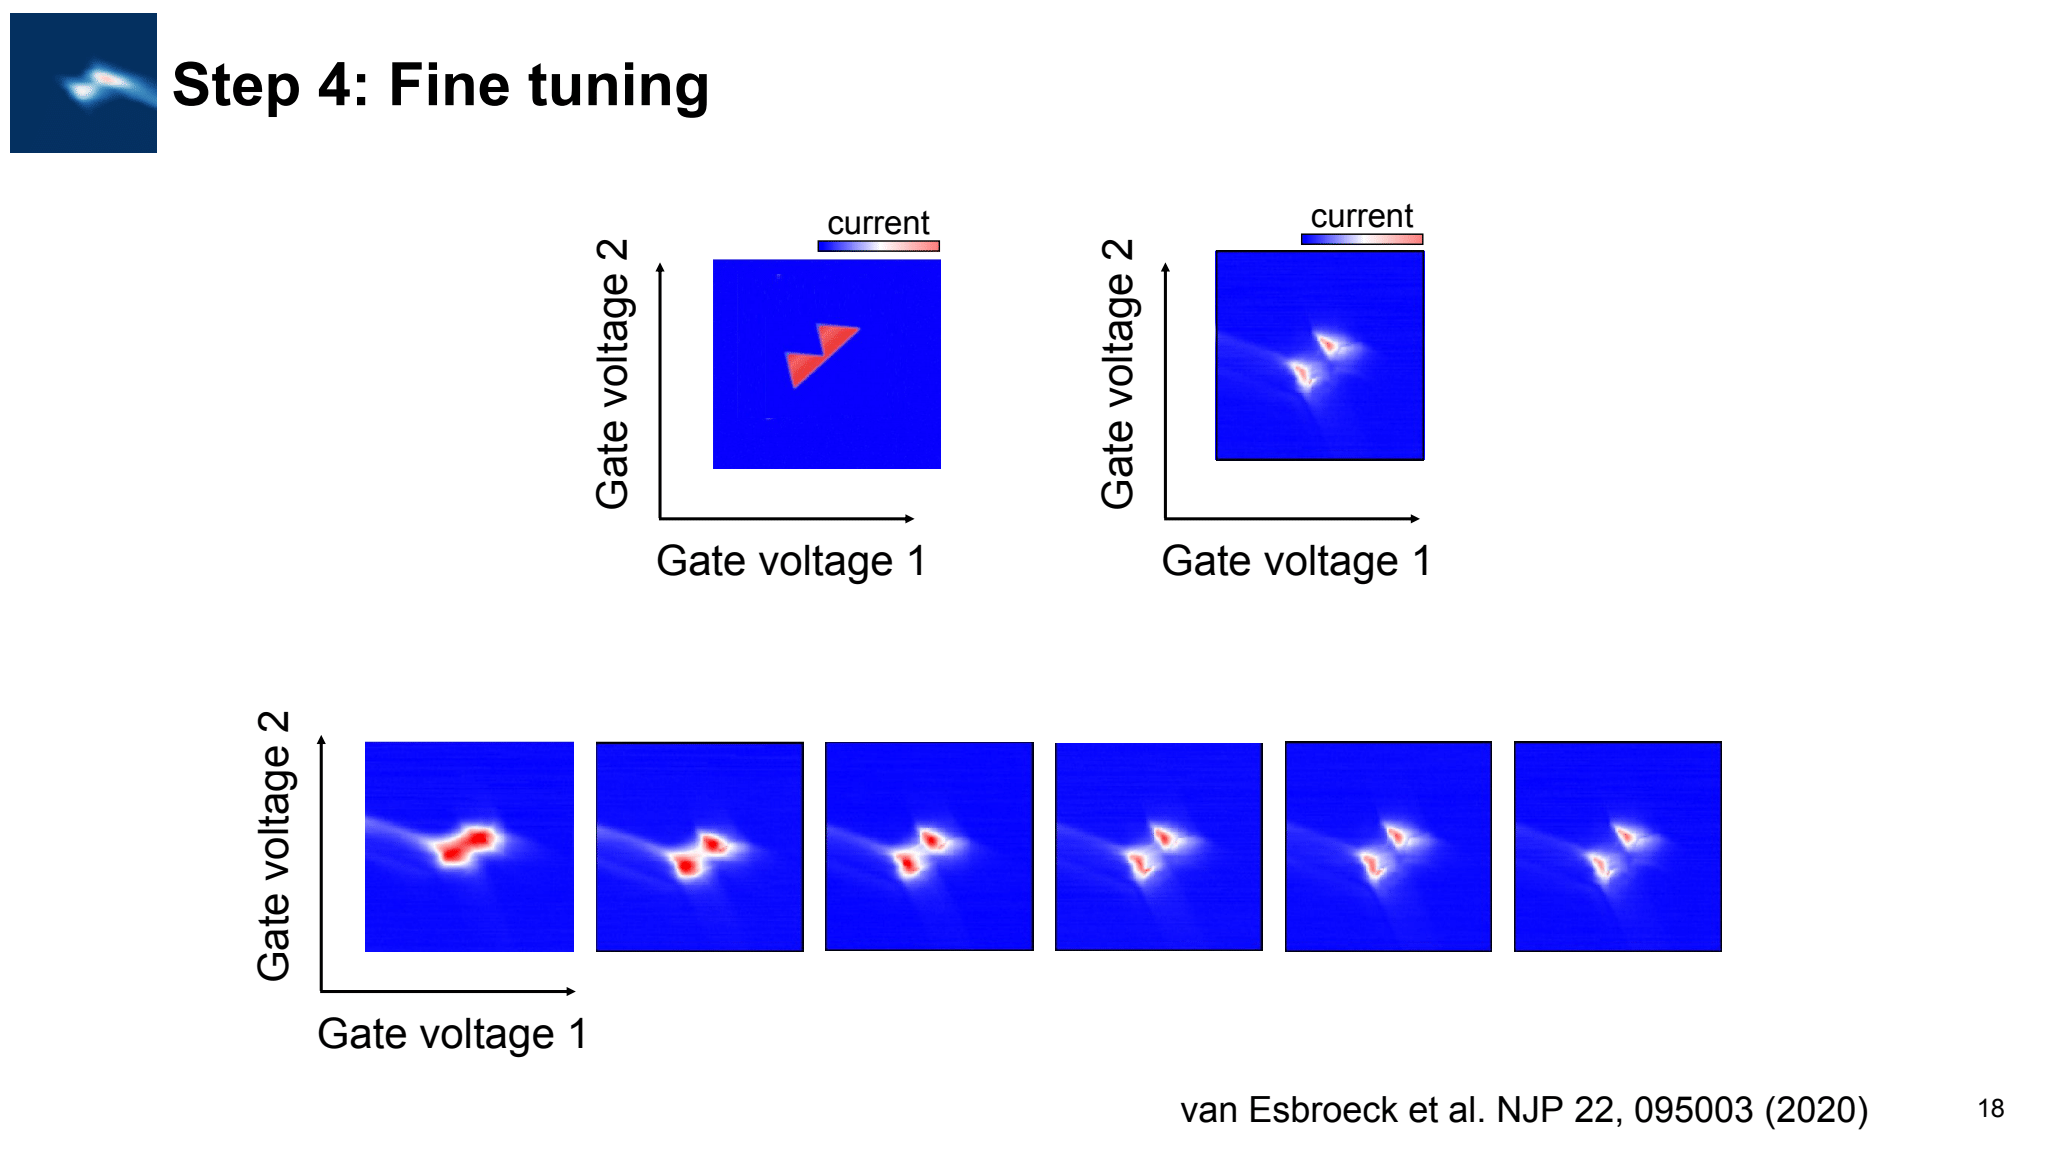 Step 4: Fine tuning
current
Gate voltage 2
Gate voltage 1
current
Gate voltage 2
Gate voltage 1
Gate voltage 2
Gate voltage 1
van Esbroeck et al. NJP 22, 095003 (2020)
18